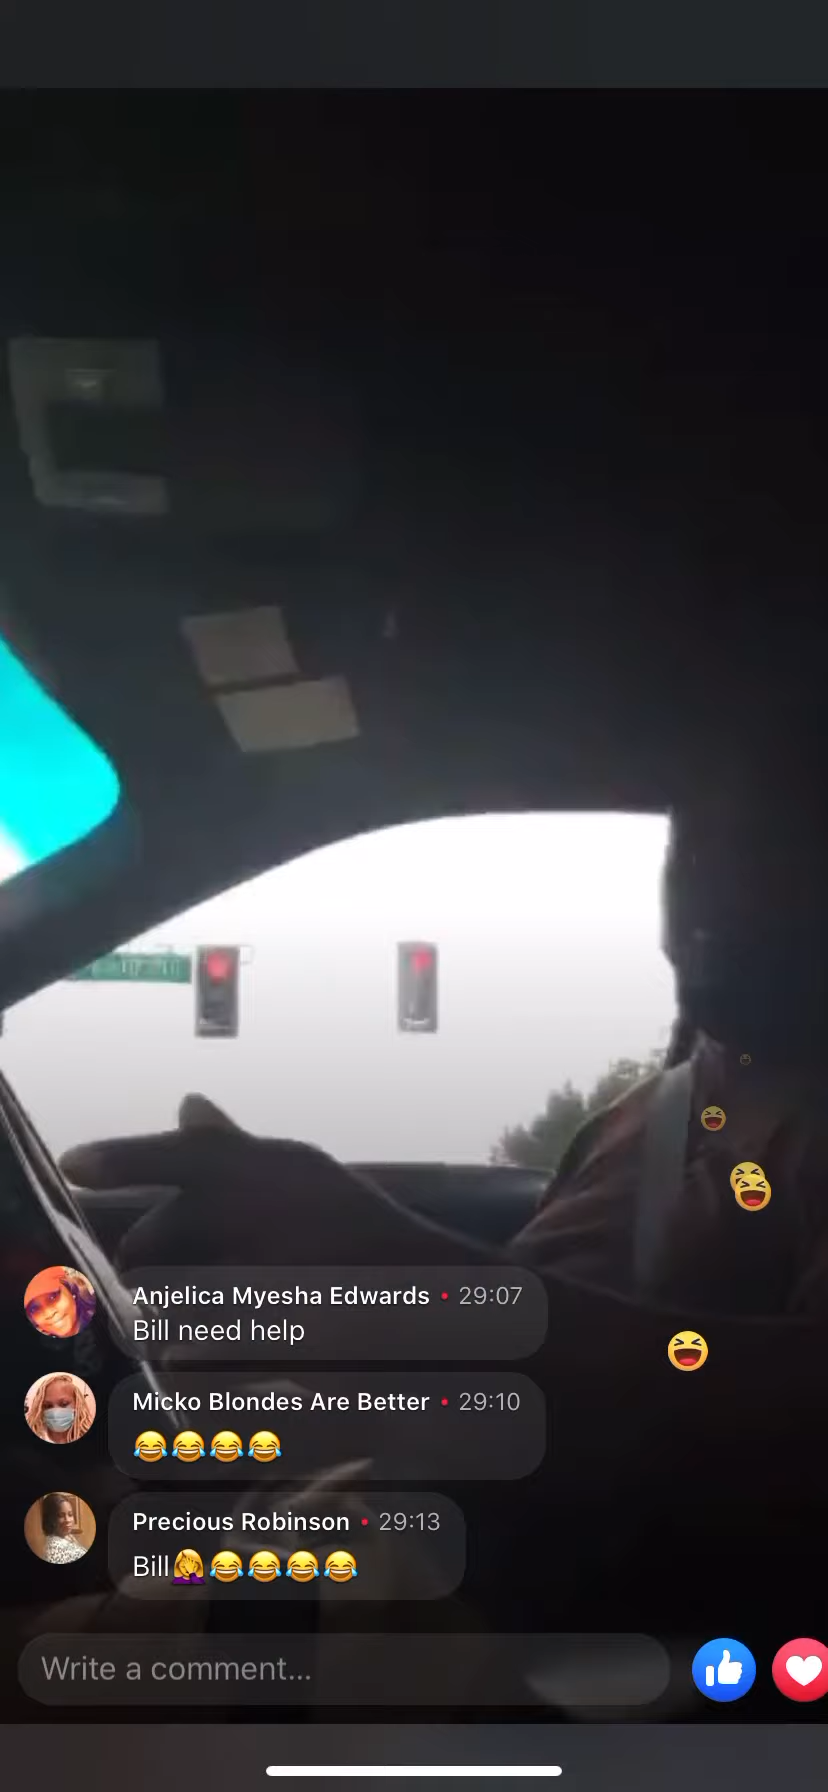 Anjelica Myesha Edwards • 29:07
Bill need help
Micko Blondes Are Better • 29:10
😂😂😂😂
Precious Robinson • 29:13
Bill🤦‍♀️😂😂😂😂
Write a comment...